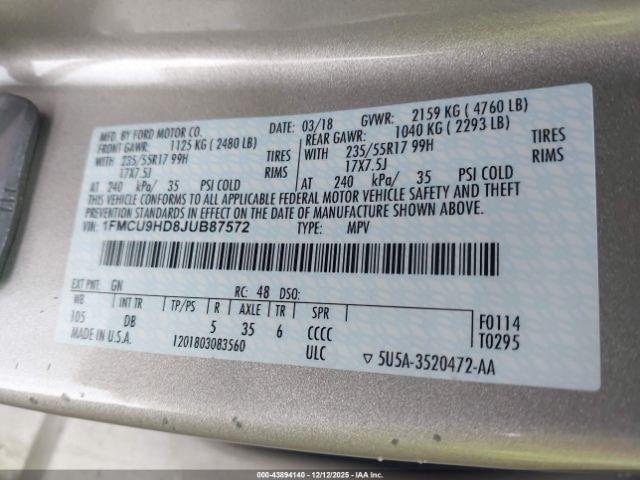 MFD. BY FORD MOTOR CO. DATE: 03/18 GVWR: 2159 KG ( 4760 LB)
FRONT GAWR: 1125 KG ( 2480 LB) REAR GAWR: 1040 KG ( 2293 LB)
WITH 235/55R17 99H TIRES WITH 235/55R17 99H TIRES
17X7.5J RIMS 17X7.5J RIMS
AT 240 kPa/ 35 PSI COLD AT 240 kPa/ 35 PSI COLD
THIS VEHICLE CONFORMS TO ALL APPLICABLE FEDERAL MOTOR VEHICLE SAFETY AND THEFT
PREVENTION STANDARDS IN EFFECT ON THE DATE OF MANUFACTURE SHOWN ABOVE.
VIN: 1FMCU9HD8JUB87572 TYPE: MPV
EXT PNT: GN RC: 48 DSO:
WB INT TR TP/PS R AXLE TR SPR
105 DB 5 35 6 CCCC
F0114
T0295
MADE IN U.S.A. 1201803083560 ULC ▽ 5U5A-3520472-AA
000-43894140 - 12/12/2025 - IAA Inc.